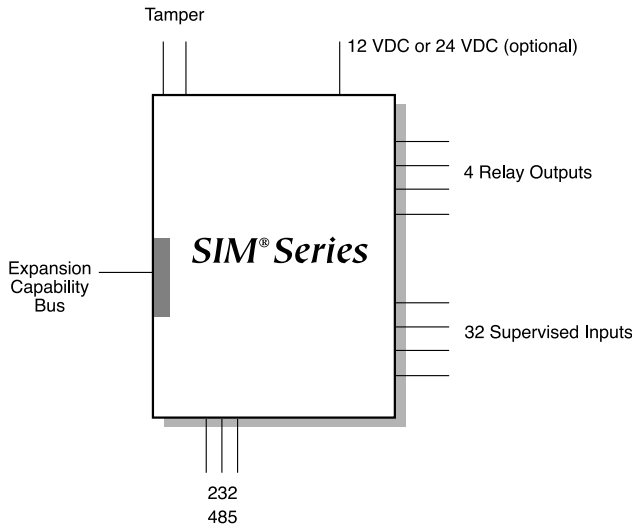 Tamper
12 VDC or 24 VDC (optional)
4 Relay Outputs
SIM® Series
Expansion
Capability
Bus
32 Supervised Inputs
232
485